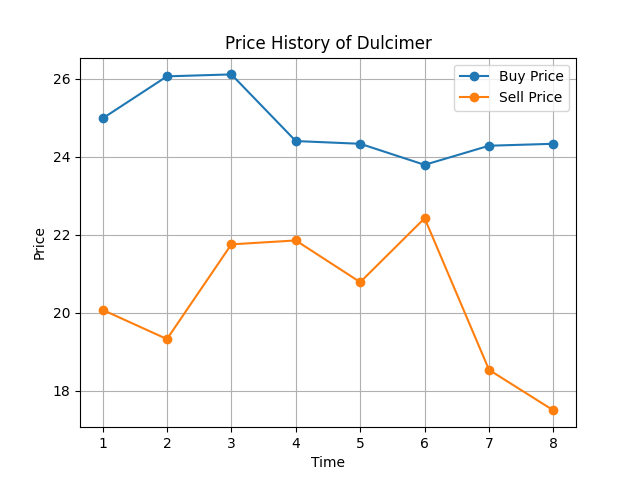 Price History of Dulcimer
Buy Price
Sell Price
26
24
22
20
18
Price
1 2 3 4 5 6 7 8
Time